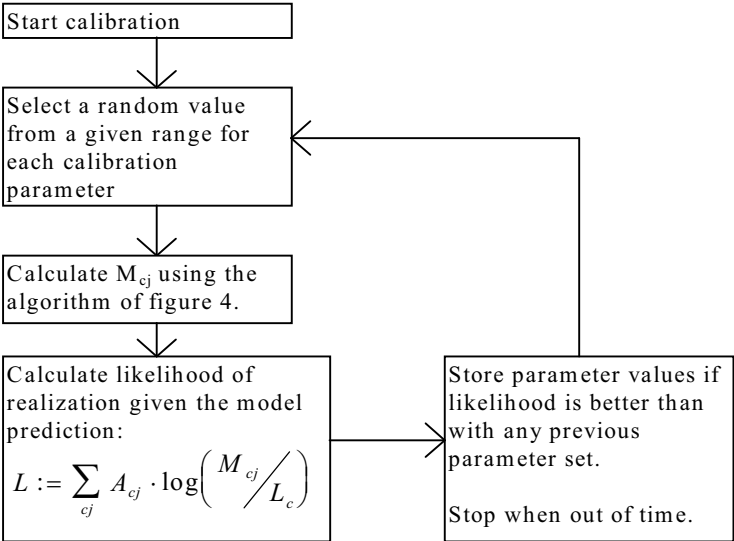 Start calibration
Select a random value
from a given range for
each calibration
parameter
Calculate M_cj using the
algorithm of figure 4.
Calculate likelihood of
realization given the model
prediction:
L := ∑_cj A_cj · log(M_cj / L_c)
Store parameter values if
likelihood is better than
with any previous
parameter set.
Stop when out of time.